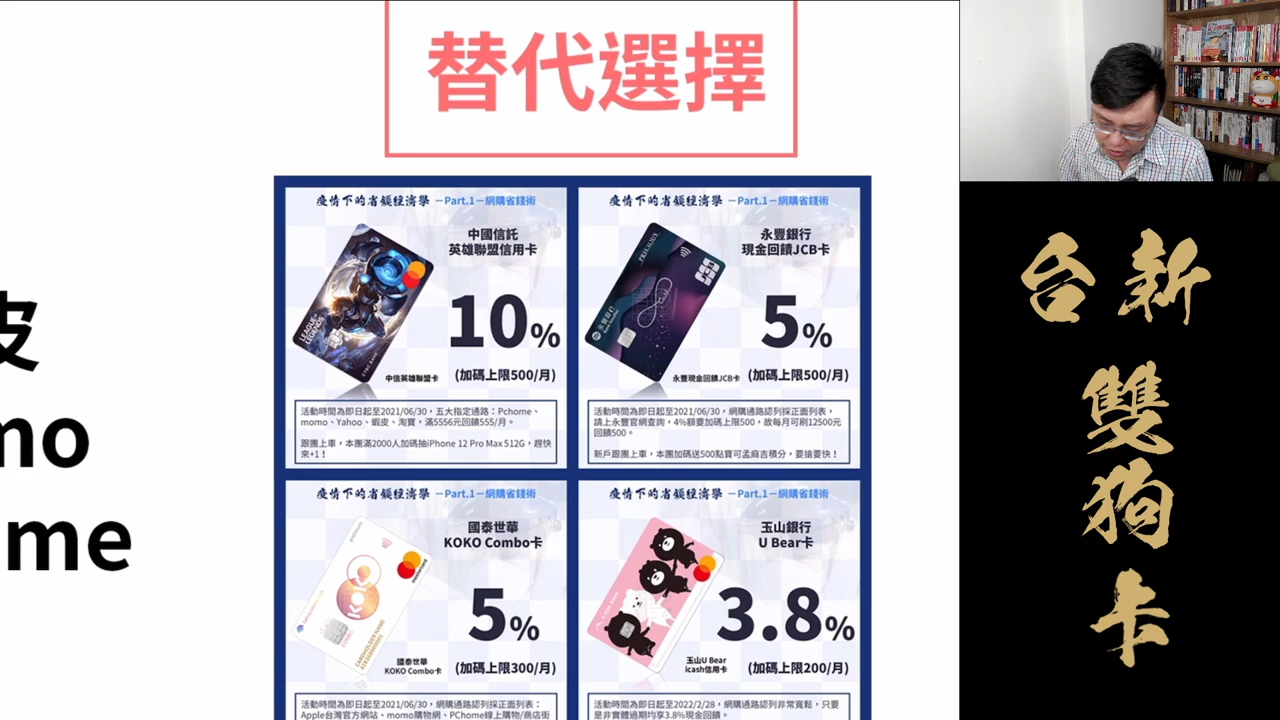 替代選擇
皮
mo
me
疫情下的省錢經濟學 －Part.1－網購省錢術
中國信託
英雄聯盟信用卡
LEAGUE OF
LEGENDS
10%
中信英雄聯盟卡
(加碼上限500/月)
活動時間為即日起至2021/06/30，五大指定通路：Pchome、
momo、Yahoo、蝦皮、淘寶，滿5556元回饋555/月。
跟團上車，本團滿2000人加碼抽iPhone 12 Pro Max 512G，趕快
來+1！
疫情下的省錢經濟學 －Part.1－網購省錢術
永豐銀行
現金回饋JCB卡
5%
永豐現金回饋JCB卡
(加碼上限500/月)
活動時間為即日起至2021/06/30，網購通路認列採正面列表，
請上永豐官網查詢，4%額要加碼上限500，故每月可刷12500元
回饋500。
新戶跟團上車，本團加碼送500點寶可孟麻吉積分，要搶要快！
疫情下的省錢經濟學 －Part.1－網購省錢術
國泰世華
KOKO Combo卡
KOKO
CARDHOLDER NAME
5%
國泰世華
KOKO Combo卡
(加碼上限300/月)
活動時間為即日起至2021/06/30，網購通路認列採正面列表：
Apple台灣官方網站、momo購物網、PChome線上購物/商店街
疫情下的省錢經濟學 －Part.1－網購省錢術
玉山銀行
U Bear卡
3.8%
玉山U Bear
icash信用卡
(加碼上限200/月)
活動時間為即日起至2022/2/28，網購通路認列非常寬鬆，只要
是非實體過期均享3.8%現金回饋。
台新
雙
狗
卡